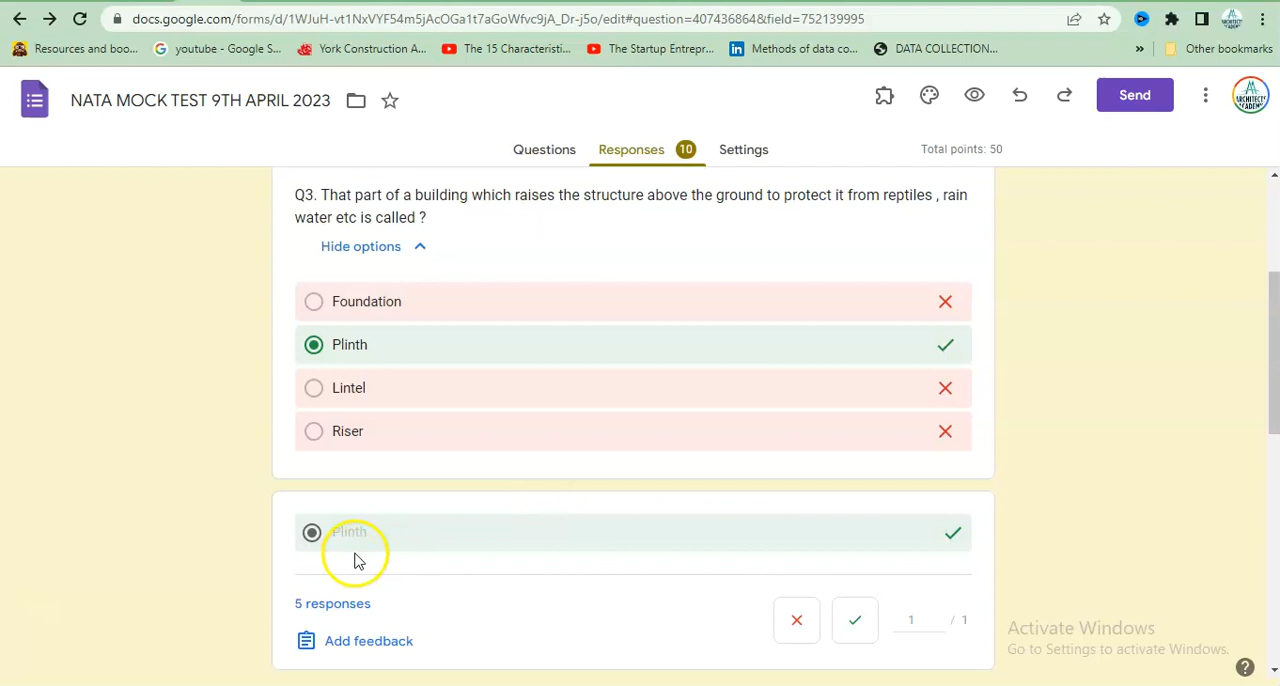 docs.google.com/forms/d/1WJuH-vt1NxVYF54m5jAcOGa1t7aGoWfvc9jA_Dr-j5o/edit#question=407436864&field=752139995
Resources and boo... youtube - Google S... York Construction A... The 15 Characteristi... The Startup Entrepr... Methods of data co... DATA COLLECTION... » Other bookmarks
NATA MOCK TEST 9TH APRIL 2023 Send
Questions Responses 10 Settings Total points: 50
Q3. That part of a building which raises the structure above the ground to protect it from reptiles , rain
water etc is called ?
Hide options
Foundation
Plinth
Lintel
Riser
Plinth
5 responses
1 / 1
Add feedback
Activate Windows
Go to Settings to activate Windows.